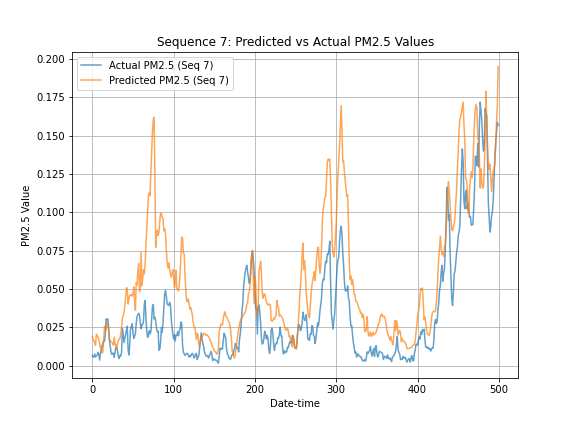 Sequence 7: Predicted vs Actual PM2.5 Values
Actual PM2.5 (Seq 7)
Predicted PM2.5 (Seq 7)
PM2.5 Value
0.200
0.175
0.150
0.125
0.100
0.075
0.050
0.025
0.000
0 100 200 300 400 500
Date-time